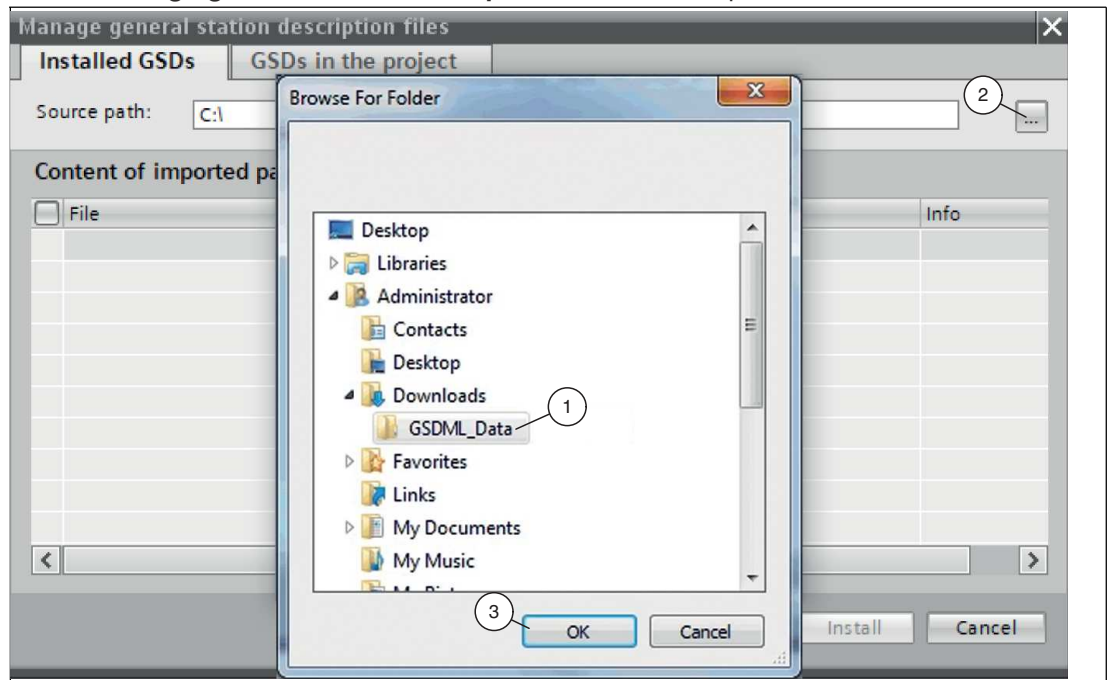 Manage general station description files
Installed GSDs GSDs in the project
Source path: C:\ ...
2
Browse For Folder
Content of imported pa
File Info
Desktop
Libraries
Administrator
Contacts
Desktop
Downloads
1
GSDML_Data
Favorites
Links
My Documents
My Music
3
OK Cancel
Install Cancel